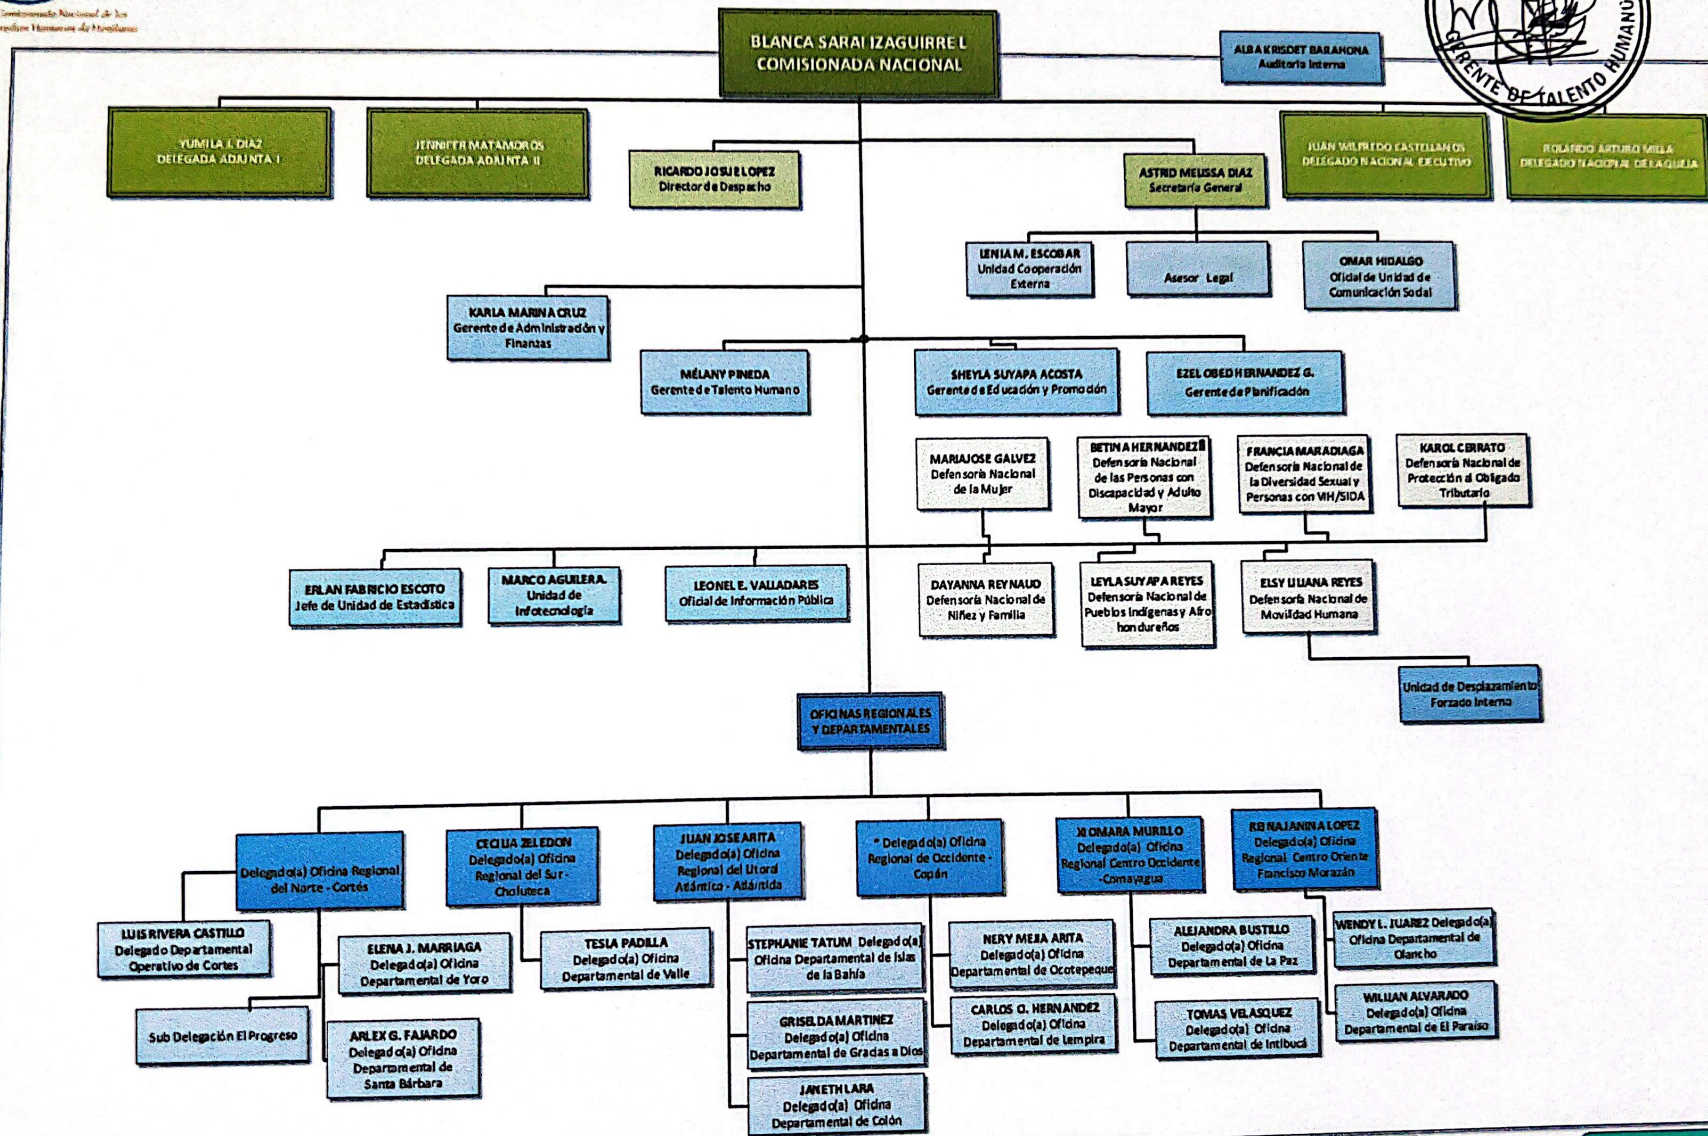 Comisionado Nacional de los
Derechos Humanos de Honduras
BLANCA SARAI IZAGUIRRE L
COMISIONADA NACIONAL
ALBA KRISDET BARAHONA
Auditoria Interna
GERENTE DE TALENTO HUMANO
YUMILA J. DIAZ
DELEGADA ADJUNTA I
JENNIFER MATAMOROS
DELEGADA ADJUNTA II
RICARDO JOSUE LOPEZ
Director de Despacho
ASTRID MELISSA DIAZ
Secretaría General
JUAN WILFREDO CASTELLANOS
DELEGADO NACIONAL EJECUTIVO
ROLANDO ARTURO MILLA
DELEGADO NACIONAL DE LA QUEJA
LENIA M. ESCOBAR
Unidad Cooperación
Externa
Asesor Legal
OMAR HIDALGO
Oficial de Unidad de
Comunicación Social
KARLA MARINA CRUZ
Gerente de Administración y
Finanzas
MÉLANY PINEDA
Gerente de Talento Humano
SHEYLA SUYAPA ACOSTA
Gerente de Educación y Promoción
EZEL OBED HERNANDEZ G.
Gerente de Planificación
MARIAJOSE GALVEZ
Defensoría Nacional
de la Mujer
BETINA HERNANDEZ
Defensoría Nacional
de las Personas con
Discapacidad y Adulto
Mayor
FRANCIA MARADIAGA
Defensoría Nacional de
la Diversidad Sexual y
Personas con VIH/SIDA
KAROL CERRATO
Defensoría Nacional de
Protección al Obligado
Tributario
ERLAN FABRICIO ESCOTO
Jefe de Unidad de Estadística
MARCO AGUILERA.
Unidad de
Infotecnología
LEONEL E. VALLADARES
Oficial de Información Pública
DAYANNA REYNAUD
Defensoría Nacional de
Niñez y Familia
LEYLA SUYAPA REYES
Defensoría Nacional de
Pueblos Indígenas y Afro
hondureños
ELSY LILIANA REYES
Defensoría Nacional de
Movilidad Humana
Unidad de Desplazamiento
Forzado Interno
OFICINAS REGIONALES
Y DEPARTAMENTALES
Delegado(a) Oficina Regional
del Norte - Cortés
CECILIA ZELEDON
Delegado(a) Oficina
Regional del Sur -
Choluteca
JUAN JOSE ARITA
Delegado(a) Oficina
Regional del Litoral
Atlántico - Atlántida
* Delegado(a) Oficina
Regional de Occidente -
Copán
XIOMARA MURILLO
Delegado(a) Oficina
Regional Centro Occidente
-Comayagua
REINA JANINA LOPEZ
Delegado(a) Oficina
Regional Centro Oriente
Francisco Morazán
LUIS RIVERA CASTILLO
Delegado Departamental
Operativo de Cortes
ELENA J. MARRIAGA
Delegado(a) Oficina
Departamental de Yoro
Sub Delegación El Progreso
ARLEX G. FAJARDO
Delegado(a) Oficina
Departamental de
Santa Bárbara
TESLA PADILLA
Delegado(a) Oficina
Departamental de Valle
STEPHANIE TATUM Delegado(a)
Oficina Departamental de Islas
de la Bahía
GRISELDA MARTINEZ
Delegado(a) Oficina
Departamental de Gracias a Dios
JANETH LARA
Delegado(a) Oficina
Departamental de Colón
NERY MEJIA ARITA
Delegado(a) Oficina
Departamental de Ocotepeque
CARLOS O. HERNANDEZ
Delegado(a) Oficina
Departamental de Lempira
ALEJANDRA BUSTILLO
Delegado(a) Oficina
Departamental de La Paz
TOMAS VELASQUEZ
Delegado(a) Oficina
Departamental de Intibucá
WENDY L. JUAREZ Delegado(a)
Oficina Departamental de
Olancho
WILLIAN ALVARADO
Delegado(a) Oficina
Departamental de El Paraíso